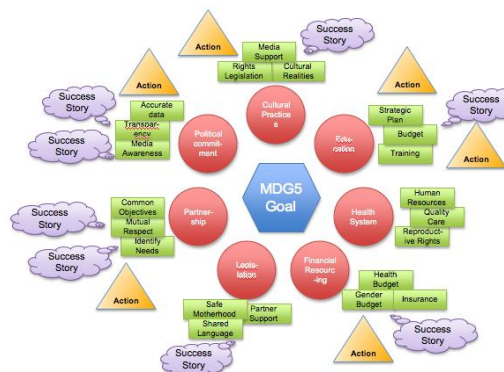 Action
Media
Support
Rights
Legislation
Cultural
Realities
Success
Story
Action
Success
Story
Success
Story
Accurate
data
Transpar-
ency
Media
Awareness
Political
commit-
ment
Cultural
Practice
s
Edu-
cation
Action
Strategic
Plan
Budget
Training
Success
Story
Action
MDG5
Goal
Success
Story
Success
Story
Common
Objectives
Mutual
Respect
Identify
Needs
Action
Partner-
ship
Health
System
Human
Resources
Quality
Care
Reproduct-
ive Rights
Legis-
lation
Financial
Resourc
-ing
Safe
Motherhood
Partner
Support
Shared
Language
Success
Story
Health
Budget
Gender
Budget
Insurance
Action
Success
Story